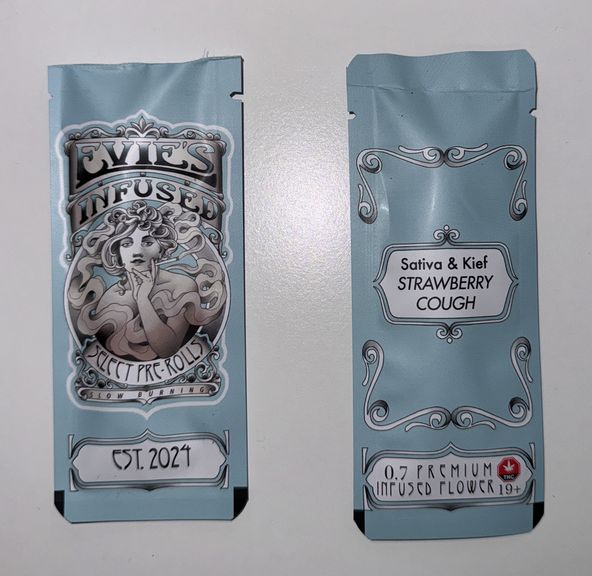 EVIE'S
INFUSED
SELECT PRE-ROLLS
SLOW BURNING
EST. 2024
Sativa & Kief
STRAWBERRY
COUGH
0.7 PREMIUM
INFUSED FLOWER
THC
19+